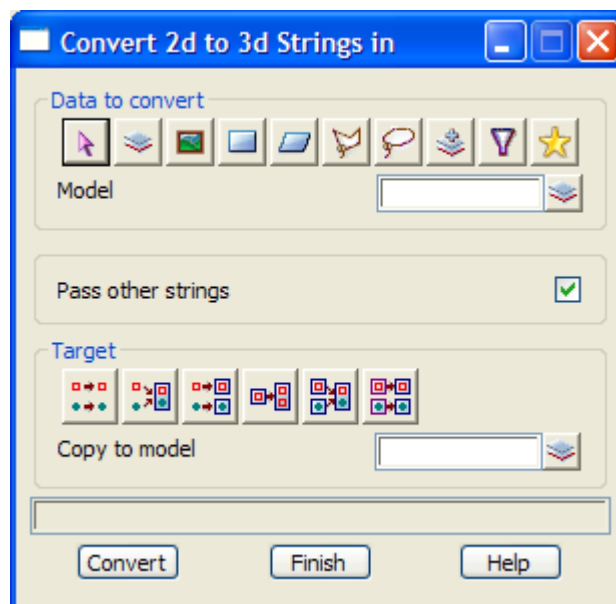 Convert 2d to 3d Strings in
Data to convert
Model
Pass other strings
Target
Copy to model
Convert Finish Help